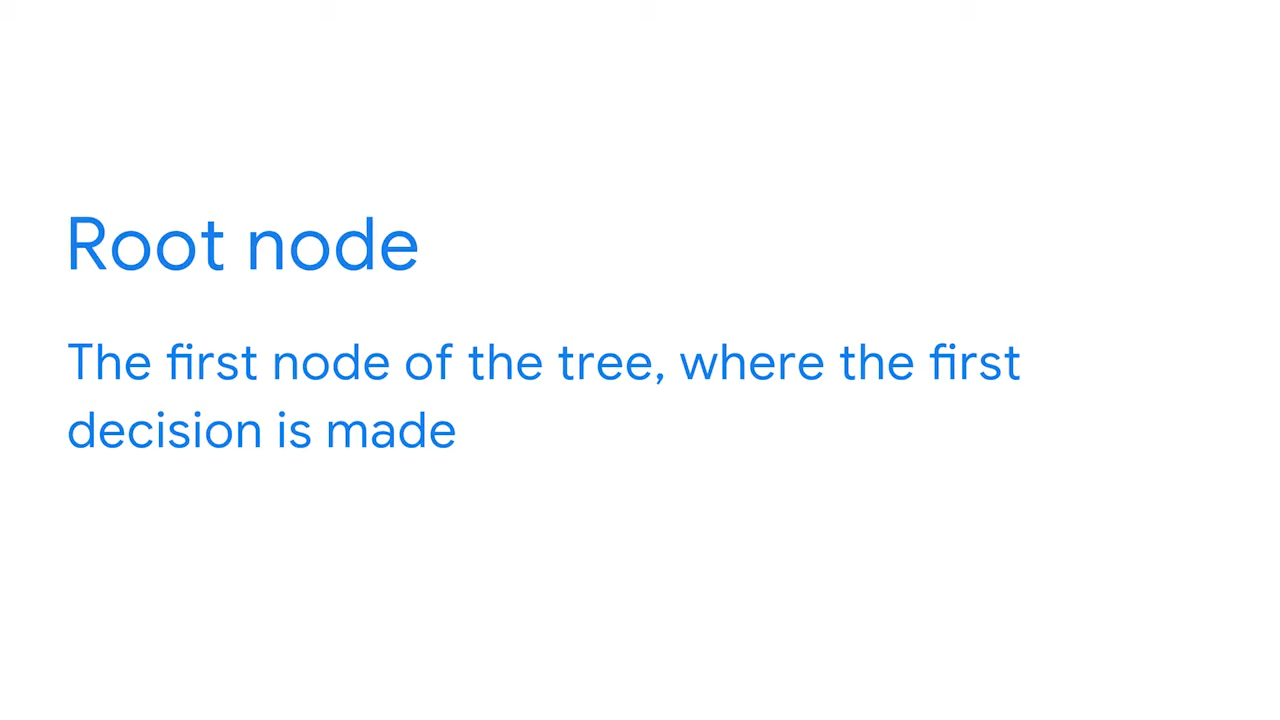 Root node
The first node of the tree, where the first
decision is made